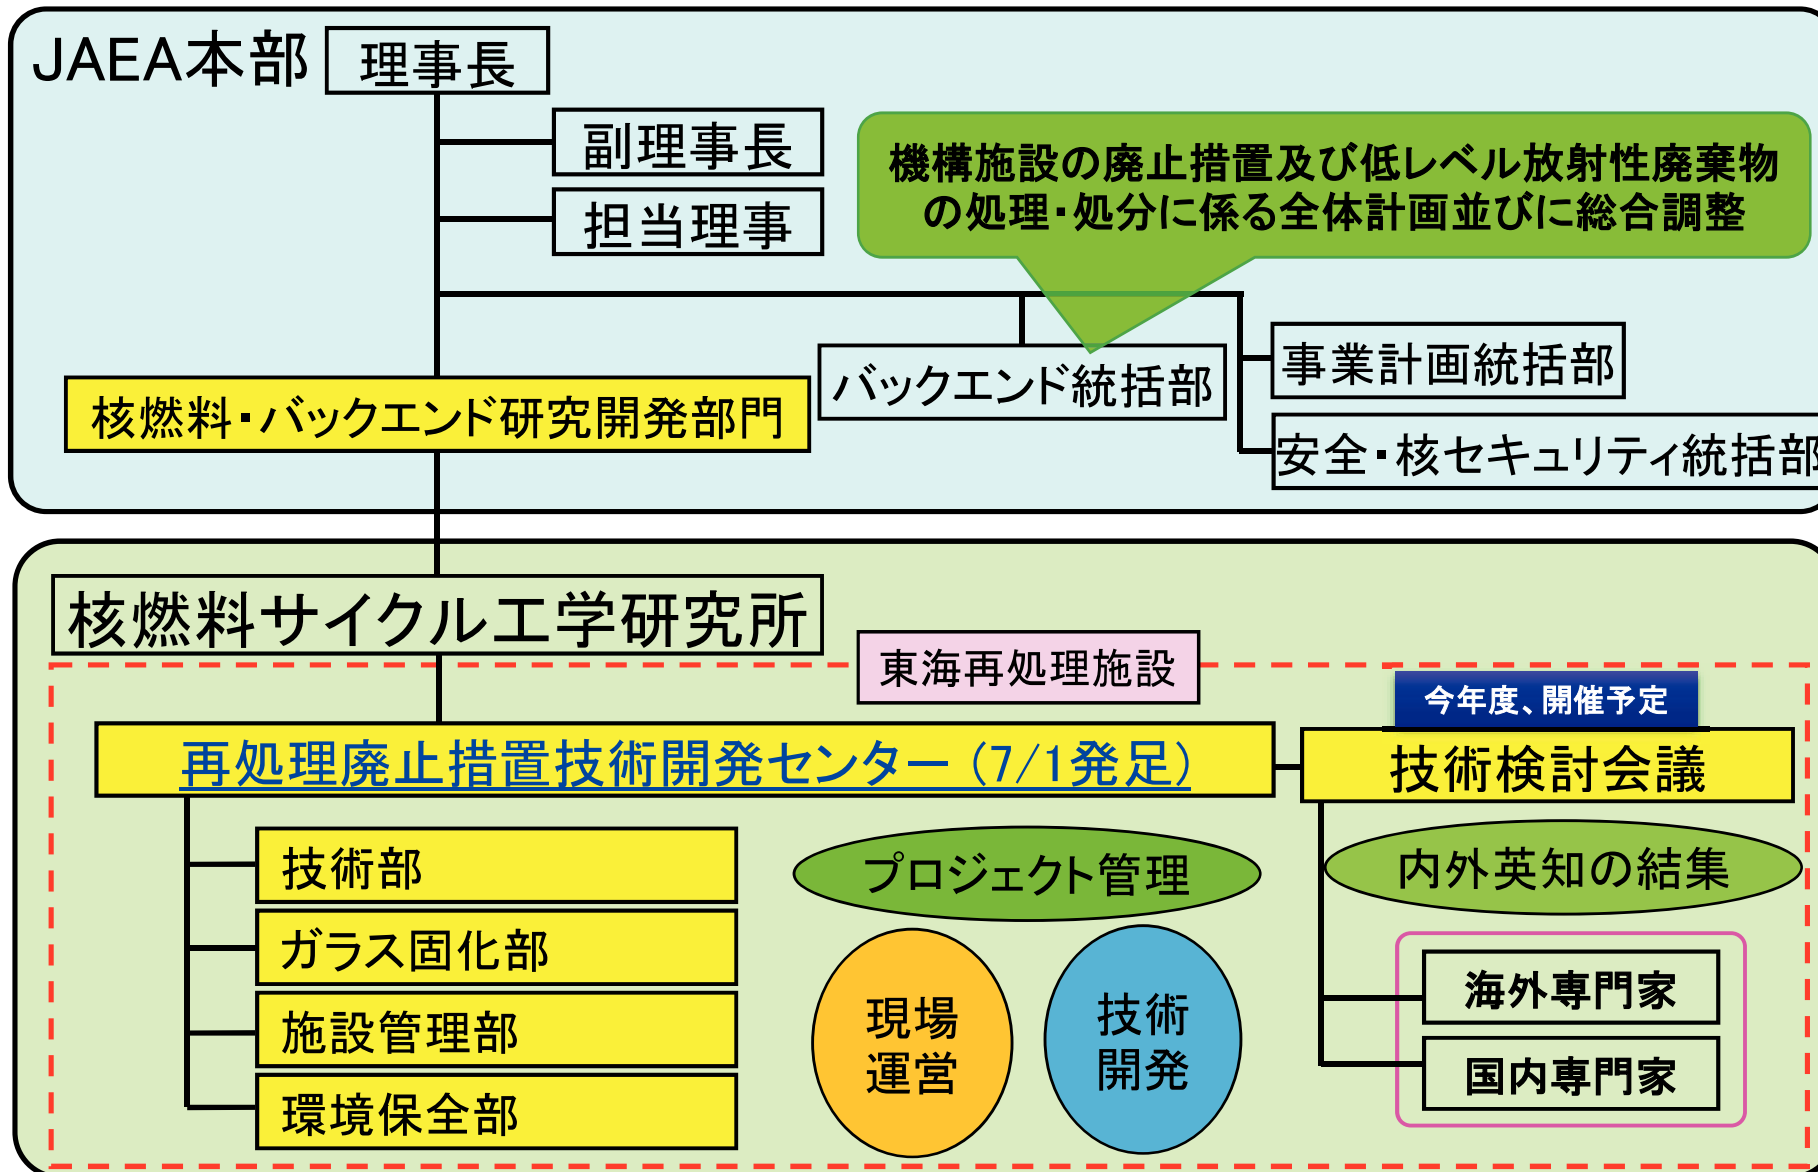 JAEA本部
理事長
副理事長
担当理事
機構施設の廃止措置及び低レベル放射性廃棄物
の処理・処分に係る全体計画並びに総合調整
バックエンド統括部
事業計画統括部
安全・核セキュリティ統括部
核燃料・バックエンド研究開発部門
核燃料サイクル工学研究所
東海再処理施設
今年度、開催予定
再処理廃止措置技術開発センター（7/1発足）
技術検討会議
技術部
ガラス固化部
施設管理部
環境保全部
プロジェクト管理
現場
運営
技術
開発
内外英知の結集
海外専門家
国内専門家